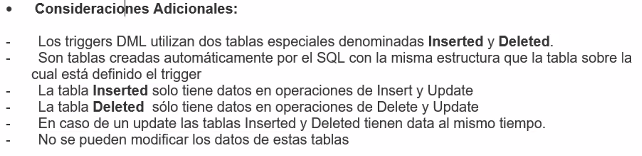 • Consideraciones Adicionales:
- Los triggers DML utilizan dos tablas especiales denominadas Inserted y Deleted.
- Son tablas creadas automáticamente por el SQL con la misma estructura que la tabla sobre la
cual está definido el trigger
- La tabla Inserted solo tiene datos en operaciones de Insert y Update
- La tabla Deleted sólo tiene datos en operaciones de Delete y Update
- En caso de un update las tablas Inserted y Deleted tienen data al mismo tiempo.
- No se pueden modificar los datos de estas tablas